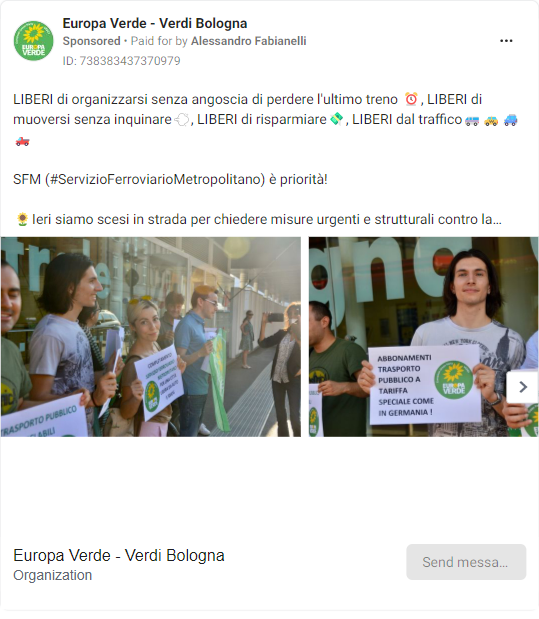 Europa Verde - Verdi Bologna
Sponsored • Paid for by Alessandro Fabianelli
ID: 738383437370979
LIBERI di organizzarsi senza angoscia di perdere l'ultimo treno ⏰, LIBERI di
muoversi senza inquinare💨, LIBERI di risparmiare 💸, LIBERI dal traffico 🚌 🚕 🚙
🛻
SFM (#ServizioFerroviarioMetropolitano) è priorità!
🌻Ieri siamo scesi in strada per chiedere misure urgenti e strutturali contro la...
EUROPA
VERDE
TRASPORTO PUBBLICO
ABBONAMENTI
TRASPORTO
PUBBLICO A
TARIFFA
SPECIALE COME
IN GERMANIA !
EUROPA
VERDE
Europa Verde - Verdi Bologna
Organization
Send messa...